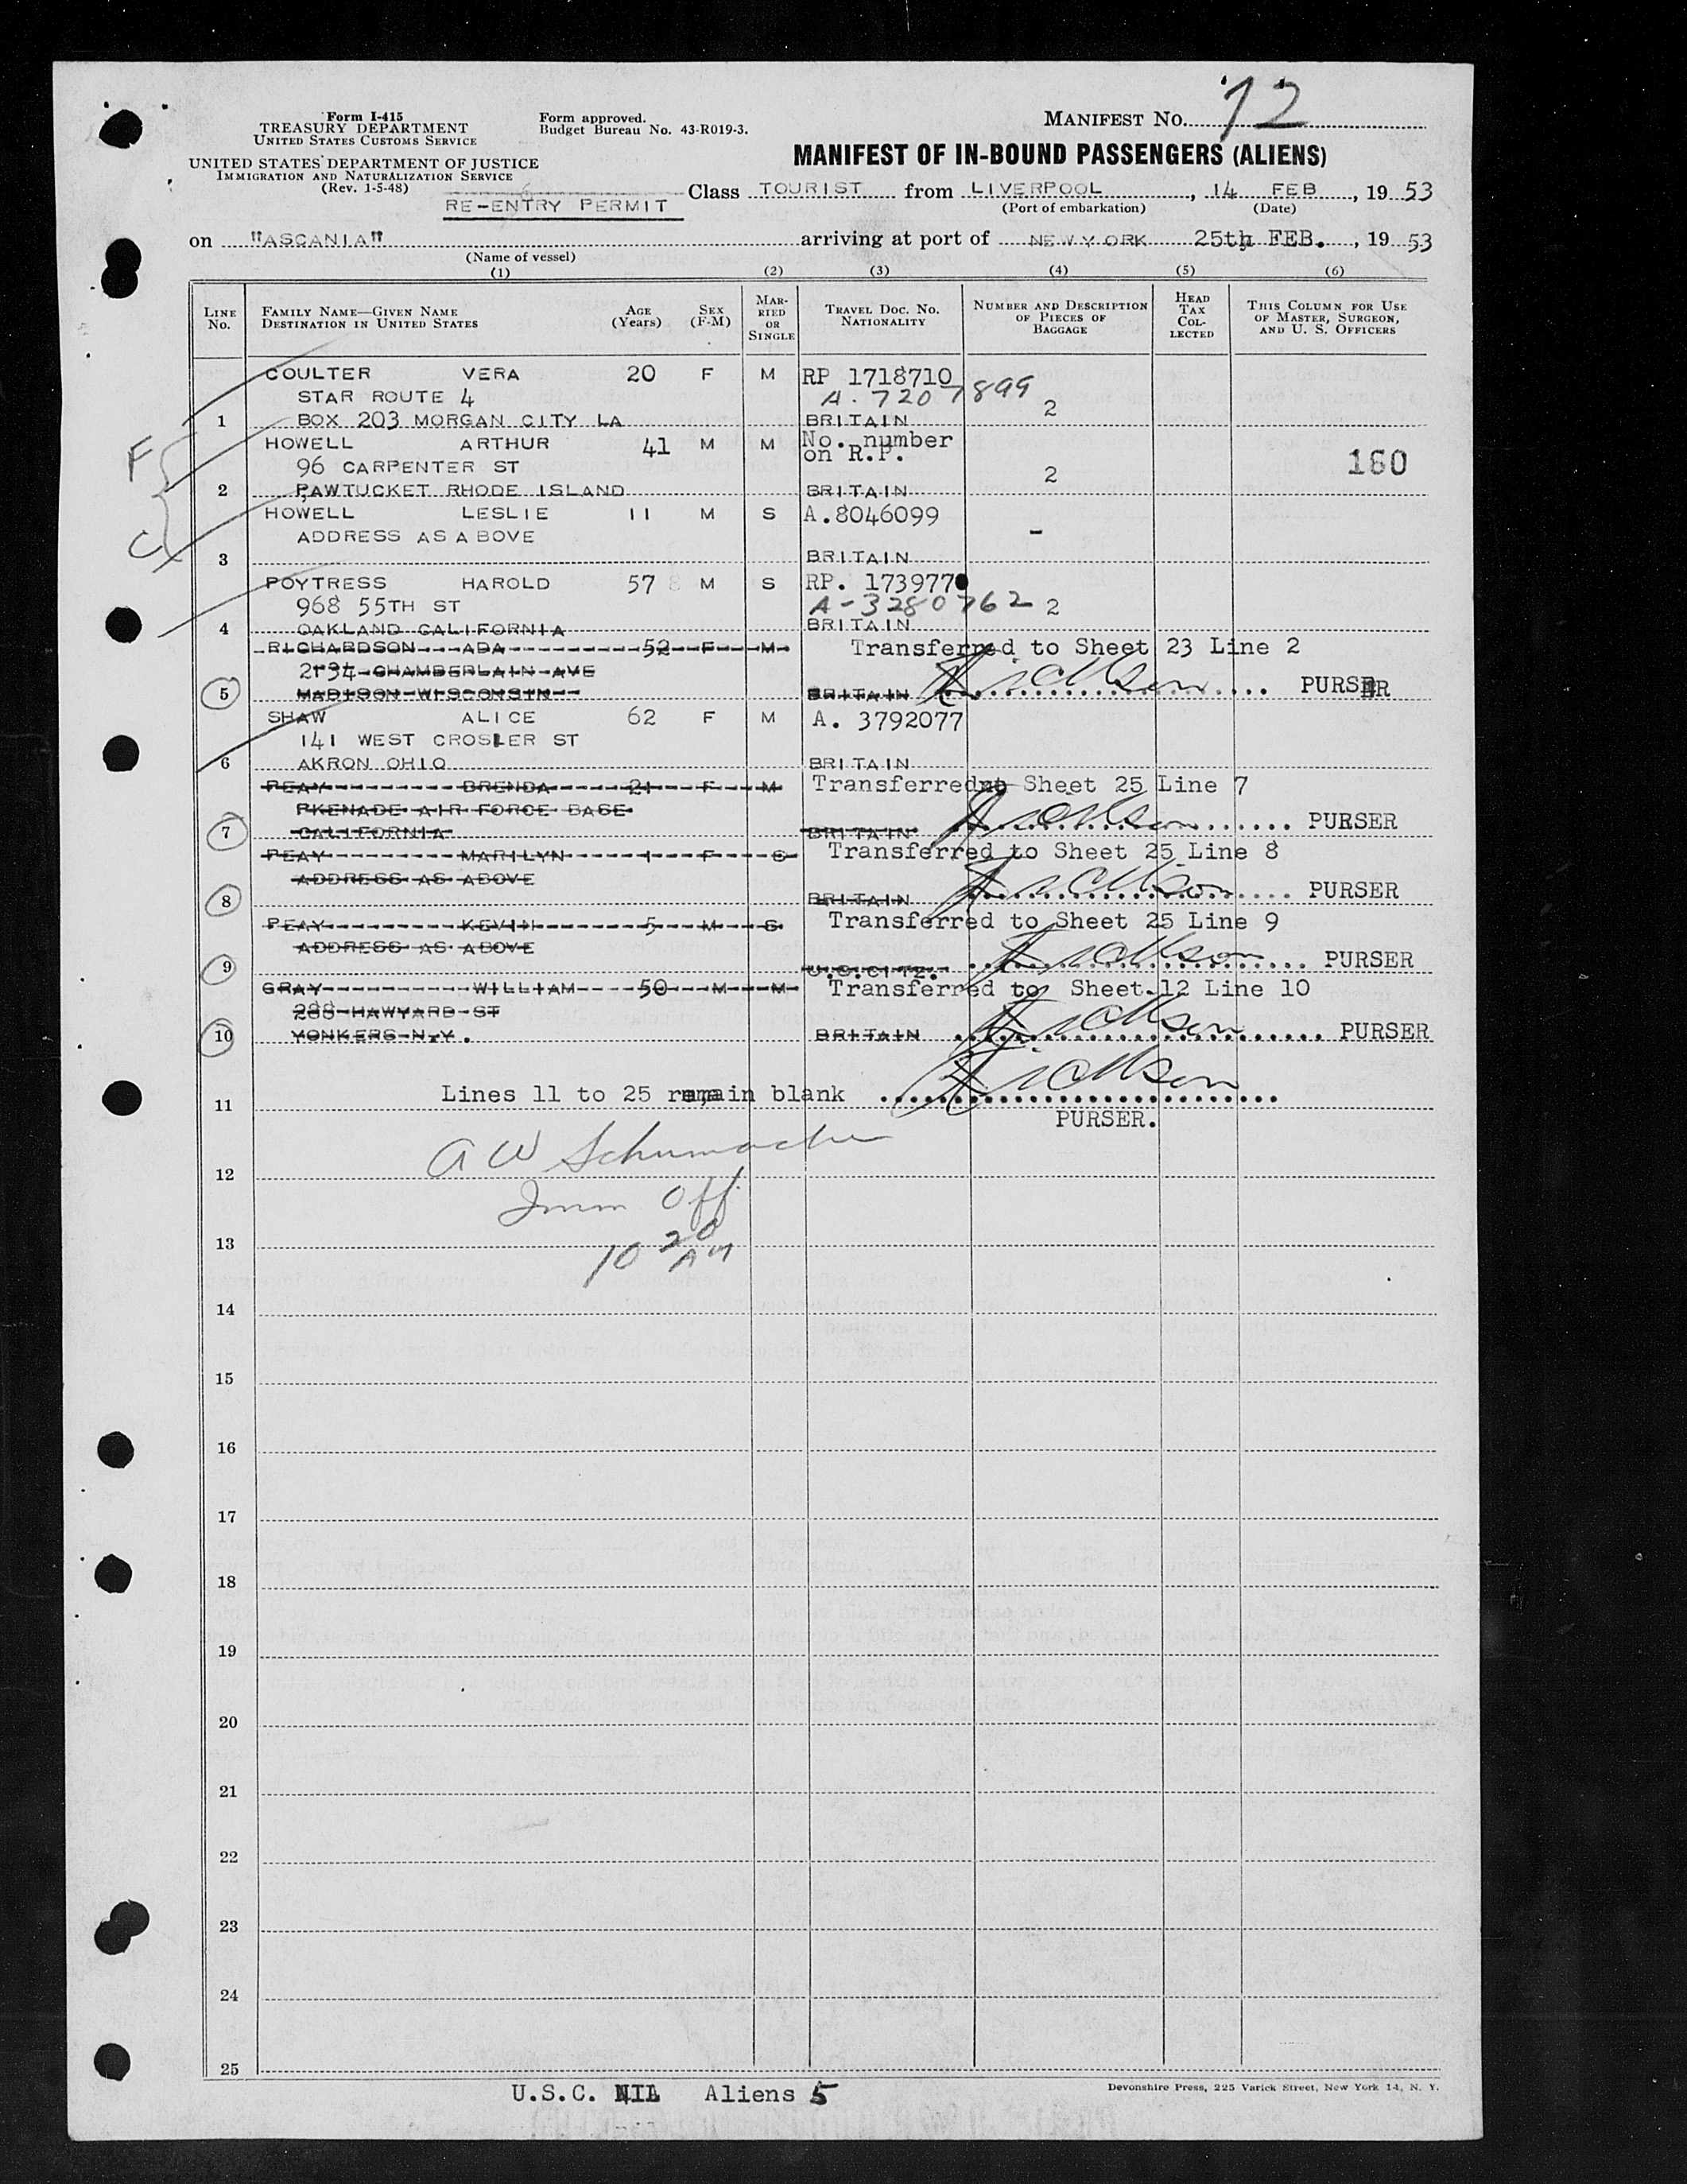 Form I-415
TREASURY DEPARTMENT
UNITED STATES CUSTOMS SERVICE
UNITED STATES DEPARTMENT OF JUSTICE
IMMIGRATION AND NATURALIZATION SERVICE
(Rev. 1-5-48)
Form approved.
Budget Bureau No. 43-R019-3.
MANIFEST No. 12
MANIFEST OF IN-BOUND PASSENGERS (ALIENS)
RE-ENTRY PERMIT
Class TOURIST from LIVERPOOL, 14 FEB, 19 53
(Port of embarkation) (Date)
on "ASCANIA" arriving at port of NEW YORK 25th FEB., 19 53
(Name of vessel)
(1) (2) (3) (4) (5) (6)
LINE No. FAMILY NAME—GIVEN NAME DESTINATION IN UNITED STATES AGE (Years) SEX (F-M) MARRIED OR SINGLE TRAVEL DOC. No. NATIONALITY NUMBER AND DESCRIPTION OF PIECES OF BAGGAGE HEAD TAX COLLECTED THIS COLUMN FOR USE OF MASTER, SURGEON, AND U. S. OFFICERS
COULTER VERA 20 F M RP 1718710
STAR ROUTE 4 A. 7207899
1 BOX 203 MORGAN CITY LA BRITAIN 2
HOWELL ARTHUR 41 M M No. number
96 CARPENTER ST on R.P. 2 160
2 PAWTUCKET RHODE ISLAND BRITAIN
F
C
HOWELL LESLIE 11 M S A.8046099
ADDRESS AS ABOVE -
3 BRITAIN
POYTRESS HAROLD 57 M S RP. 173977
968 55TH ST A-3280762 2
4 OAKLAND CALIFORNIA BRITAIN
RICHARDSON ADA 52 F M Transferred to Sheet 23 Line 2
2134 CHAMBERLAIN AVE
5 MADISON WISCONSIN BRITAIN PURSER
SHAW ALICE 62 F M A. 3792077
141 WEST CROSIER ST
6 AKRON OHIO BRITAIN
PEAY BRENDA 21 F M Transferred to Sheet 25 Line 7
PKENADE AIR FORCE BASE
7 CALIFORNIA BRITAIN PURSER
PEAY MARILYN 1 F S Transferred to Sheet 25 Line 8
ADDRESS AS ABOVE
8 BRITAIN PURSER
PEAY KEVIN 5 M S Transferred to Sheet 25 Line 9
ADDRESS AS ABOVE
9 U.S.CITZ. PURSER
GRAY WILLIAM 50 M M Transferred to Sheet 12 Line 10
288 HAWYARD ST
10 YONKERS N.Y. BRITAIN PURSER
11 Lines 11 to 25 remain blank
PURSER.
A W Schumacher
12
Imm Off
13
10 20 AM
14
15
16
17
18
19
20
21
22
23
24
25
U.S.C. NIL Aliens 5
Devonshire Press, 225 Varick Street, New York 14, N. Y.